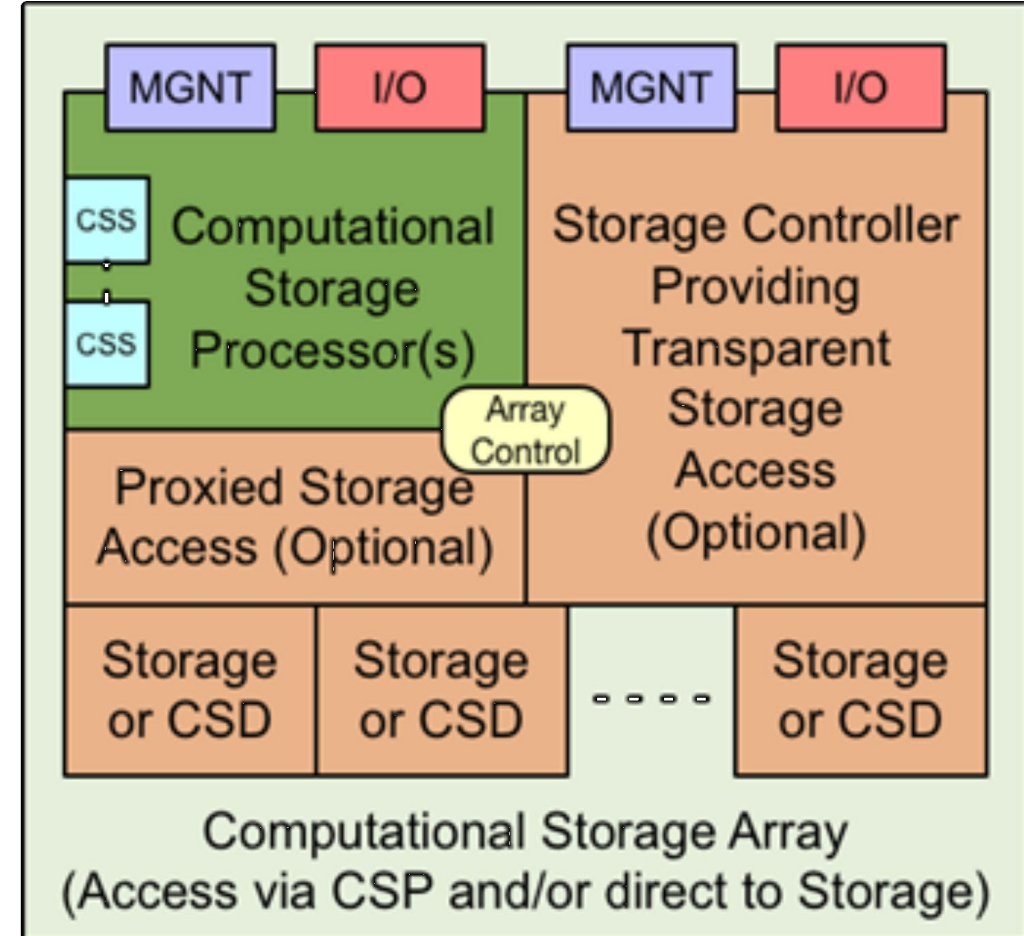 MGNT
I/O
MGNT
I/O
CSS
CSS
Computational
Storage
Processor(s)
Storage Controller
Providing
Transparent
Storage
Access
(Optional)
Array
Control
Proxied Storage
Access (Optional)
Storage
or CSD
Storage
or CSD
Storage
or CSD
Computational Storage Array
(Access via CSP and/or direct to Storage)